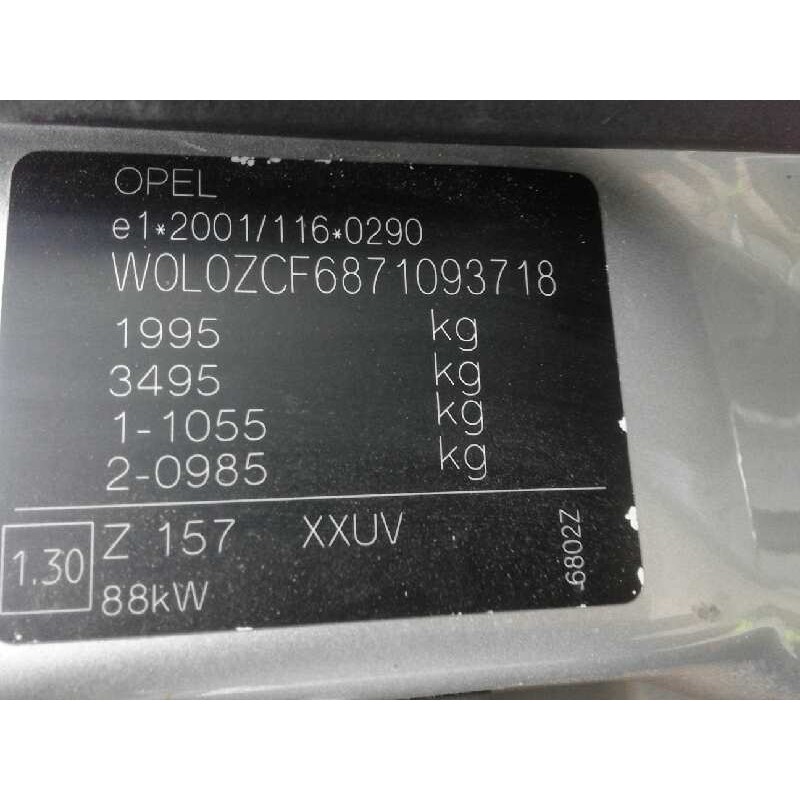 OPEL
e1*2001/116*0290
W0L0ZCF6871093718
1995 kg
3495 kg
1-1055 kg
2-0985 kg
1.30 Z 157 XXUV
88kW
6802Z